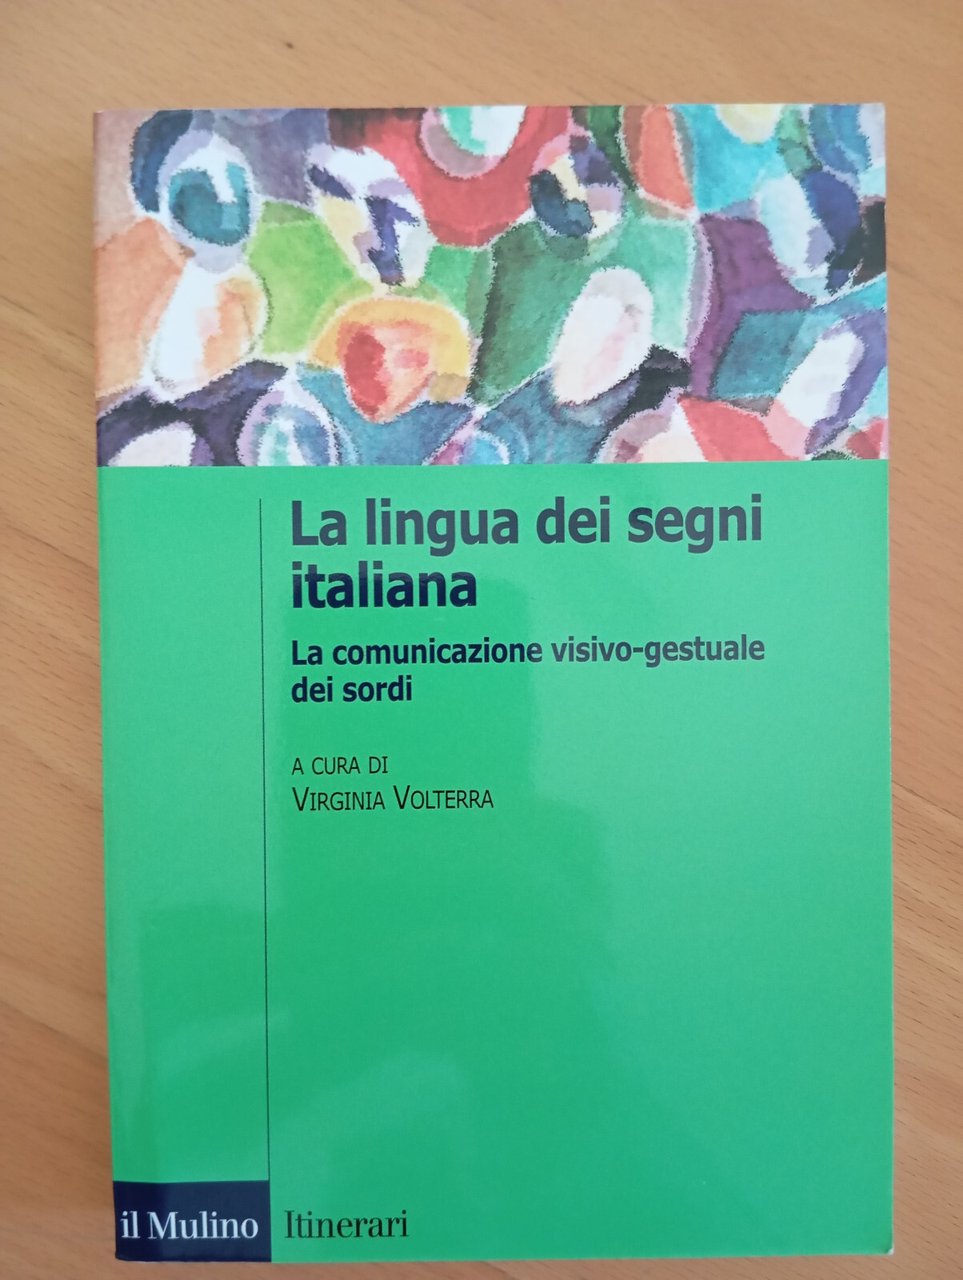 La lingua dei segni
italiana
La comunicazione visivo-gestuale
dei sordi
A CURA DI
VIRGINIA VOLTERRA
il Mulino
Itinerari